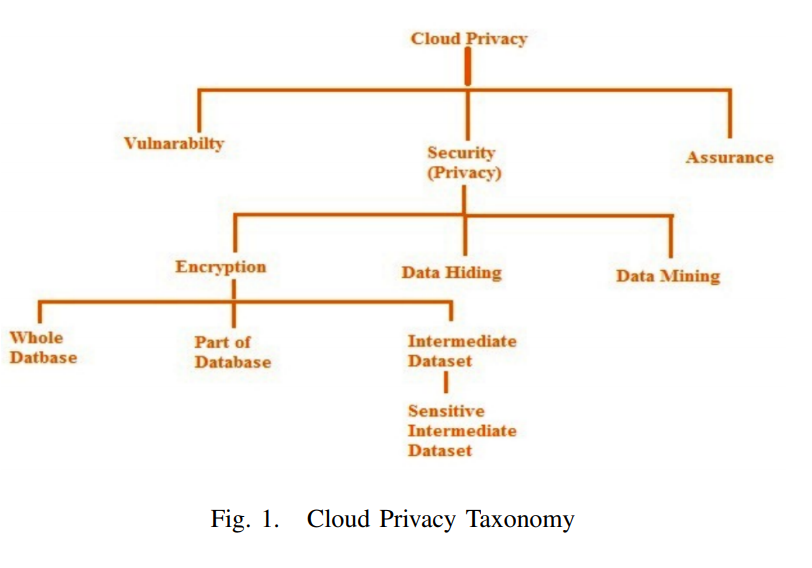 Cloud Privacy
Vulnarabilty
Security
(Privacy)
Assurance
Encryption
Data Hiding
Data Mining
Whole
Datbase
Part of
Database
Intermediate
Dataset
Sensitive
Intermediate
Dataset
Fig. 1. Cloud Privacy Taxonomy